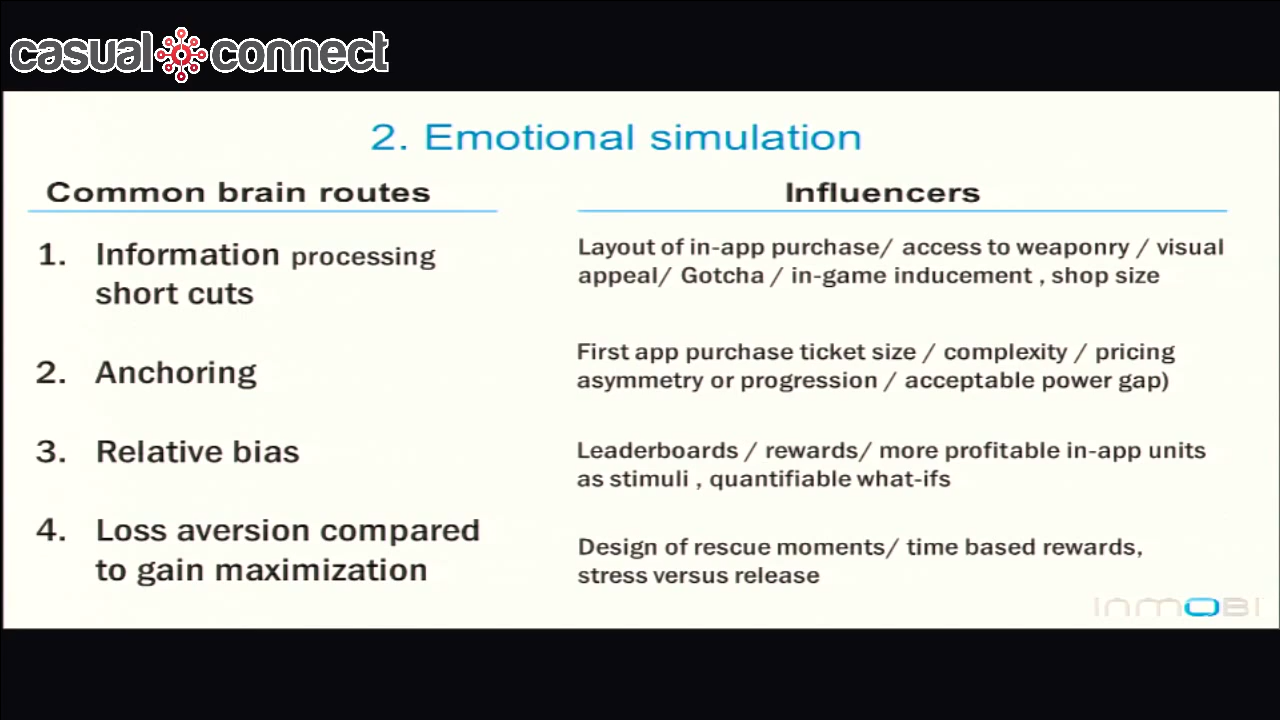 casual connect
2. Emotional simulation
Common brain routes
Influencers
1. Information processing
short cuts
Layout of in-app purchase/ access to weaponry / visual
appeal/ Gotcha / in-game inducement , shop size
2. Anchoring
First app purchase ticket size / complexity / pricing
asymmetry or progression / acceptable power gap)
3. Relative bias
Leaderboards / rewards/ more profitable in-app units
as stimuli , quantifiable what-ifs
4. Loss aversion compared
to gain maximization
Design of rescue moments/ time based rewards,
stress versus release
INMOBI